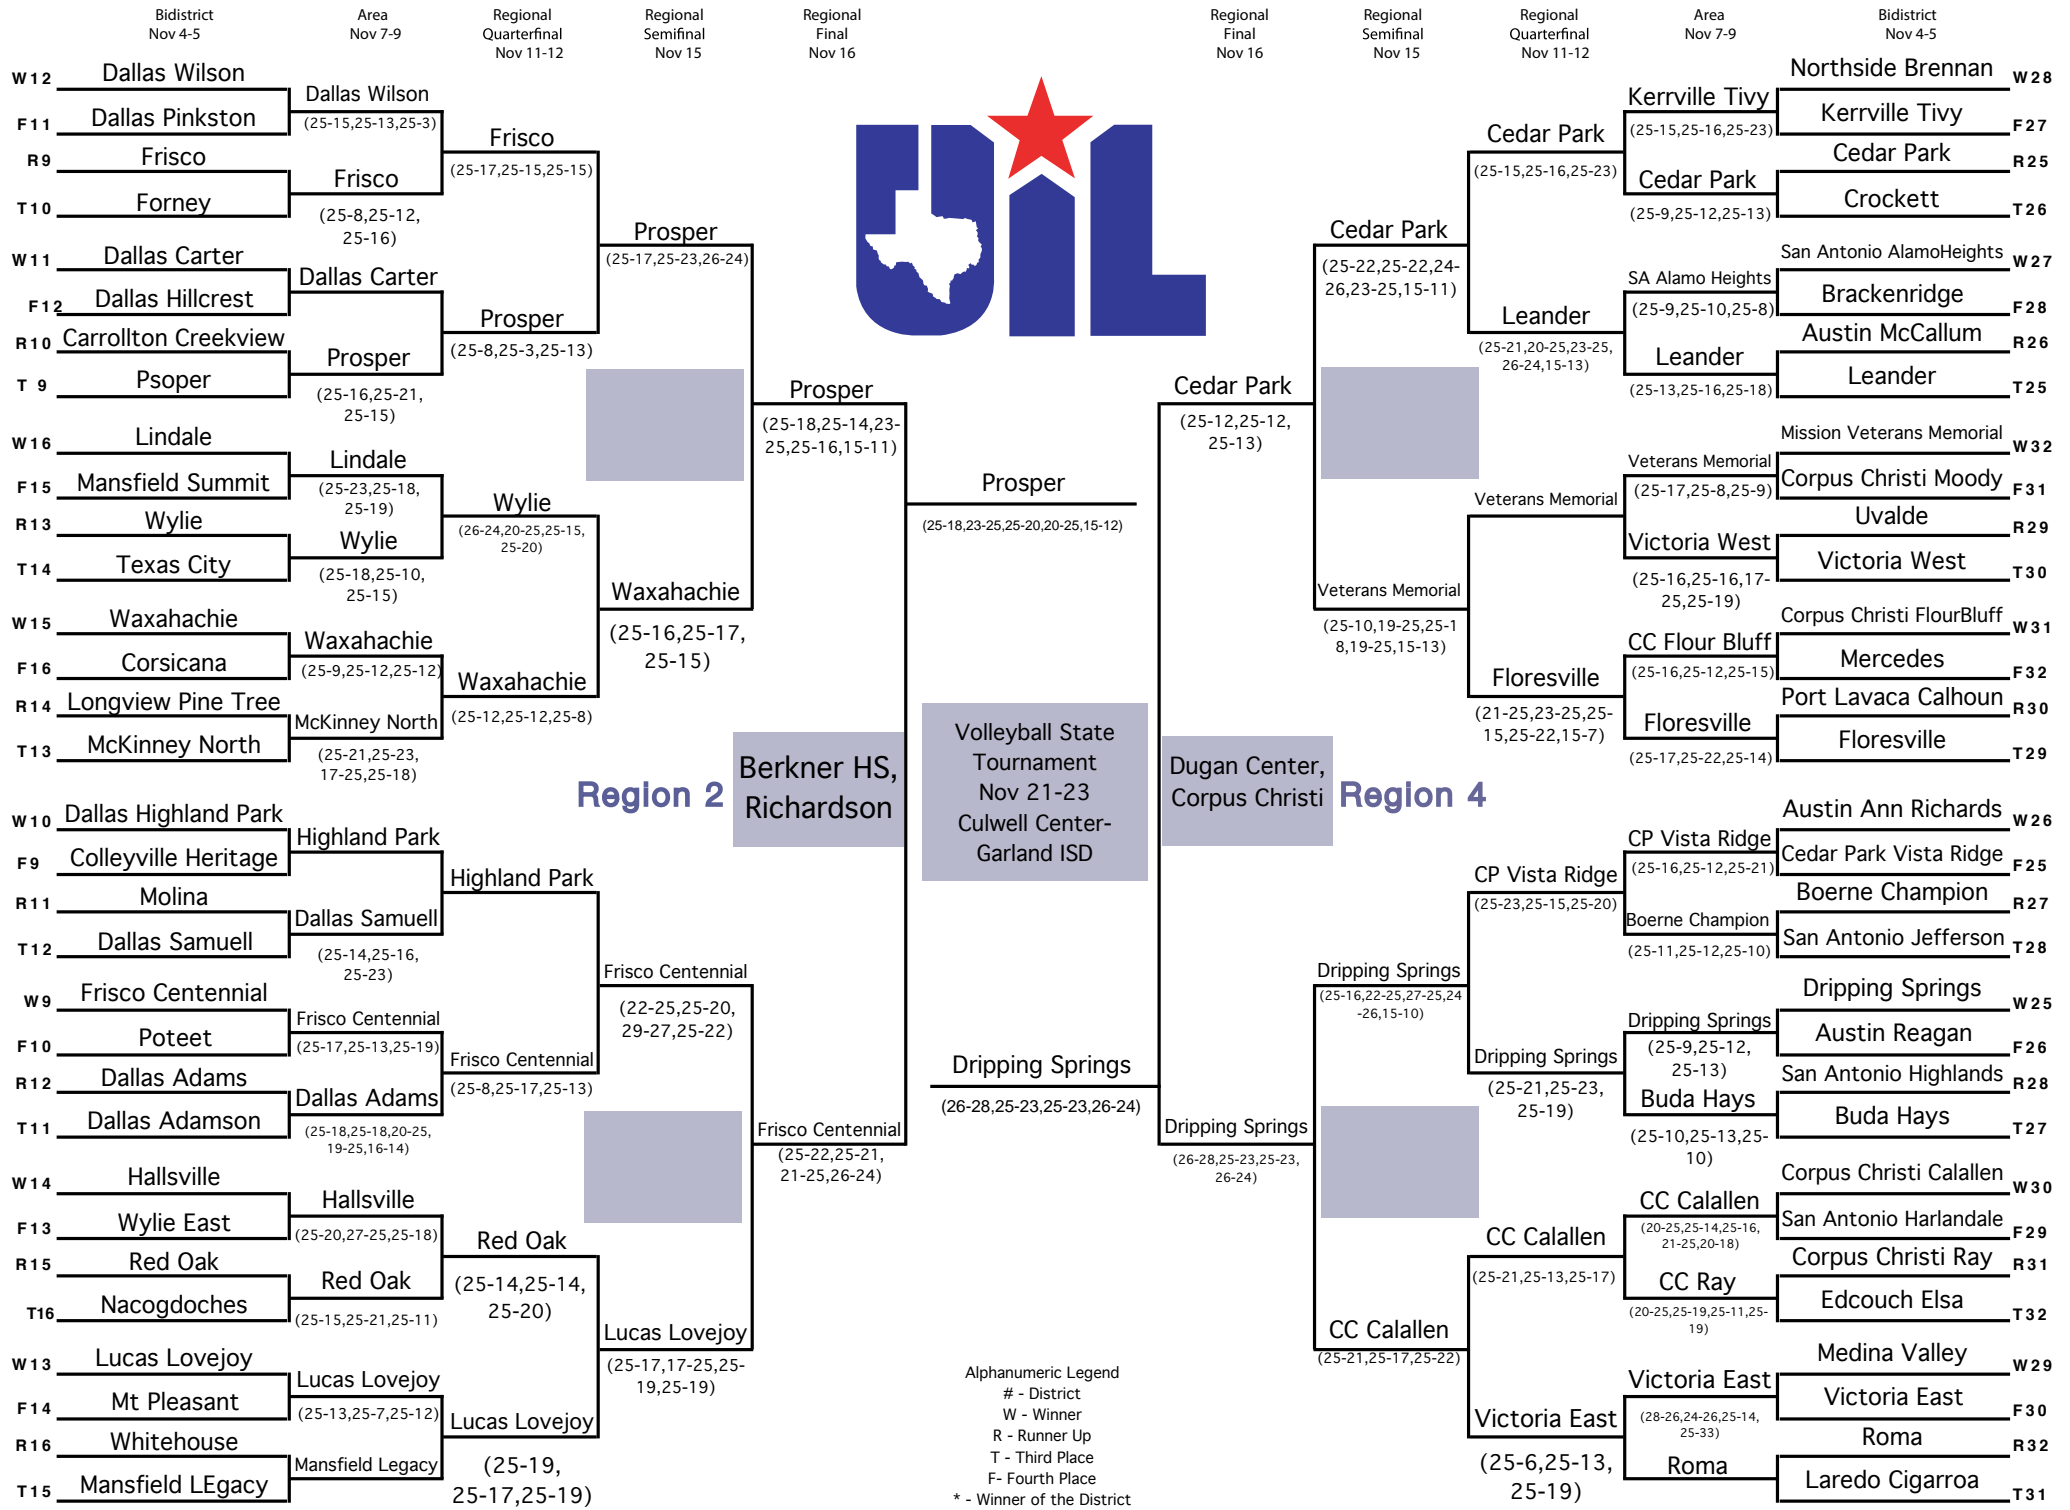 Bidistrict
Nov 4-5
Area
Nov 7-9
Regional
Quarterfinal
Nov 11-12
Regional
Semifinal
Nov 15
Regional
Final
Nov 16
Regional
Final
Nov 16
Regional
Semifinal
Nov 15
Regional
Quarterfinal
Nov 11-12
Area
Nov 7-9
Bidistrict
Nov 4-5
W12 Dallas Wilson
F11 Dallas Pinkston
R9 Frisco
T10 Forney
W11 Dallas Carter
F12 Dallas Hillcrest
R10 Carrollton Creekview
T 9 Psoper
W16 Lindale
F15 Mansfield Summit
R13 Wylie
T14 Texas City
W15 Waxahachie
F16 Corsicana
R14 Longview Pine Tree
T13 McKinney North
W10 Dallas Highland Park
F9 Colleyville Heritage
R11 Molina
T12 Dallas Samuell
W9 Frisco Centennial
F10 Poteet
R12 Dallas Adams
T11 Dallas Adamson
W14 Hallsville
F13 Wylie East
R15 Red Oak
T16 Nacogdoches
W13 Lucas Lovejoy
F14 Mt Pleasant
R16 Whitehouse
T15 Mansfield LEgacy
Dallas Wilson
(25-15,25-13,25-3)
Frisco
(25-8,25-12,
25-16)
Dallas Carter
Prosper
(25-16,25-21,
25-15)
Lindale
(25-23,25-18,
25-19)
Wylie
(25-18,25-10,
25-15)
Waxahachie
(25-9,25-12,25-12)
McKinney North
(25-21,25-23,
17-25,25-18)
Highland Park
Dallas Samuell
(25-14,25-16,
25-23)
Frisco Centennial
(25-17,25-13,25-19)
Dallas Adams
(25-18,25-18,20-25,
19-25,16-14)
Hallsville
(25-20,27-25,25-18)
Red Oak
(25-15,25-21,25-11)
Lucas Lovejoy
(25-13,25-7,25-12)
Mansfield Legacy
Frisco
(25-17,25-15,25-15)
Prosper
(25-8,25-3,25-13)
Wylie
(26-24,20-25,25-15,
25-20)
Waxahachie
(25-12,25-12,25-8)
Highland Park
Frisco Centennial
(25-8,25-17,25-13)
Red Oak
(25-14,25-14,
25-20)
Lucas Lovejoy
(25-19,
25-17,25-19)
Prosper
(25-17,25-23,26-24)
Waxahachie
(25-16,25-17,
25-15)
Frisco Centennial
(22-25,25-20,
29-27,25-22)
Lucas Lovejoy
(25-17,17-25,25-
19,25-19)
Prosper
(25-18,25-14,23-
25,25-16,15-11)
Region 2
Berkner HS,
Richardson
Frisco Centennial
(25-22,25-21,
21-25,26-24)
UIL
Prosper
(25-18,23-25,25-20,20-25,15-12)
Volleyball State
Tournament
Nov 21-23
Culwell Center-
Garland ISD
Dripping Springs
(26-28,25-23,25-23,26-24)
Alphanumeric Legend
# - District
W - Winner
R - Runner Up
T - Third Place
F- Fourth Place
* - Winner of the District
Cedar Park
(25-12,25-12,
25-13)
Dugan Center,
Corpus Christi
Region 4
Dripping Springs
(26-28,25-23,25-23,
26-24)
Cedar Park
(25-22,25-22,24-
26,23-25,15-11)
Veterans Memorial
(25-10,19-25,25-1
8,19-25,15-13)
Dripping Springs
(25-16,22-25,27-25,24
-26,15-10)
CC Calallen
(25-21,25-17,25-22)
Cedar Park
(25-15,25-16,25-23)
Leander
(25-21,20-25,23-25,
26-24,15-13)
Veterans Memorial
Floresville
(21-25,23-25,25-
15,25-22,15-7)
CP Vista Ridge
(25-23,25-15,25-20)
Dripping Springs
(25-21,25-23,
25-19)
CC Calallen
(25-21,25-13,25-17)
Victoria East
(25-6,25-13,
25-19)
Kerrville Tivy
(25-15,25-16,25-23)
Cedar Park
(25-9,25-12,25-13)
SA Alamo Heights
(25-9,25-10,25-8)
Leander
(25-13,25-16,25-18)
Veterans Memorial
(25-17,25-8,25-9)
Victoria West
(25-16,25-16,17-
25,25-19)
CC Flour Bluff
(25-16,25-12,25-15)
Floresville
(25-17,25-22,25-14)
CP Vista Ridge
(25-16,25-12,25-21)
Boerne Champion
(25-11,25-12,25-10)
Dripping Springs
(25-9,25-12,
25-13)
Buda Hays
(25-10,25-13,25-
10)
CC Calallen
(20-25,25-14,25-16,
21-25,20-18)
CC Ray
(20-25,25-19,25-11,25-
19)
Victoria East
(28-26,24-26,25-14,
25-33)
Roma
Northside Brennan W28
Kerrville Tivy F27
Cedar Park R25
Crockett T26
San Antonio AlamoHeights W27
Brackenridge F28
Austin McCallum R26
Leander T25
Mission Veterans Memorial W32
Corpus Christi Moody F31
Uvalde R29
Victoria West T30
Corpus Christi FlourBluff W31
Mercedes F32
Port Lavaca Calhoun R30
Floresville T29
Austin Ann Richards W26
Cedar Park Vista Ridge F25
Boerne Champion R27
San Antonio Jefferson T28
Dripping Springs W25
Austin Reagan F26
San Antonio Highlands R28
Buda Hays T27
Corpus Christi Calallen W30
San Antonio Harlandale F29
Corpus Christi Ray R31
Edcouch Elsa T32
Medina Valley W29
Victoria East F30
Roma R32
Laredo Cigarroa T31